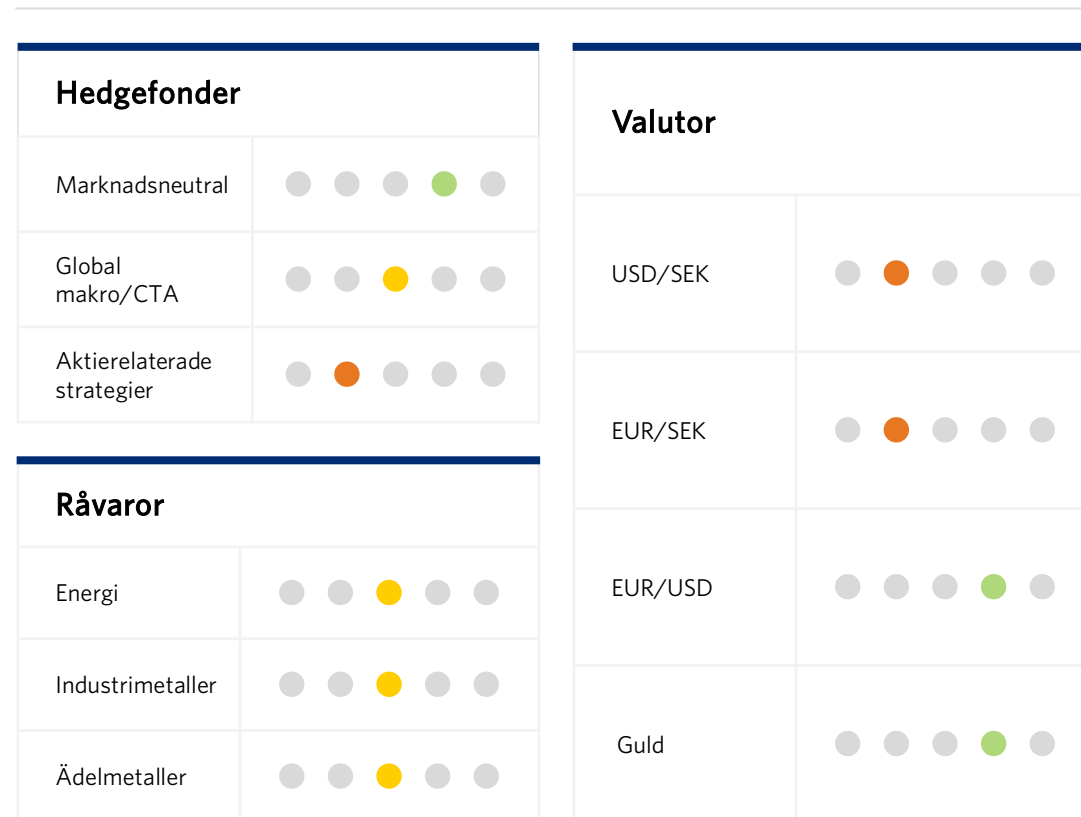 Hedgefonder
Marknadsneutral
Global
makro/CTA
Aktierelaterade
strategier
Råvaror
Energi
Industrimetaller
Ädelmetaller
Valutor
USD/SEK
EUR/SEK
EUR/USD
Guld